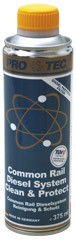 PRO TEC
Common Rail
Diesel System
Clean & Protect
Common Rail Dieselsystem
Reinigung & Schutz
375 ml